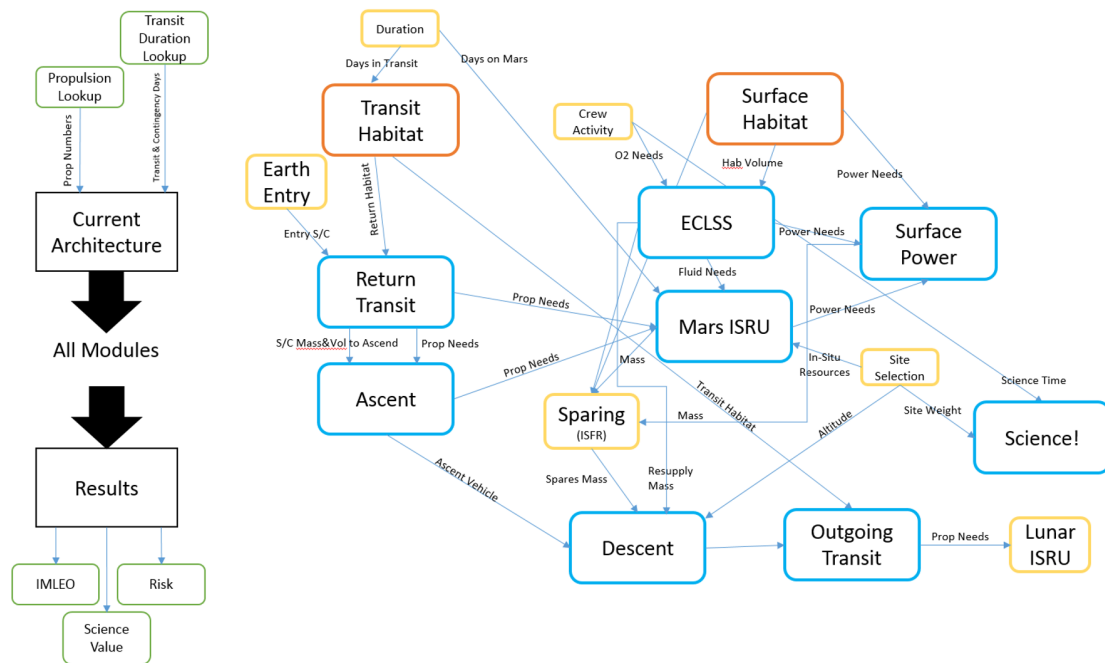 Transit
Duration
Lookup
Propulsion
Lookup
Prop Numbers
Transit & Contingency Days
Current
Architecture
All Modules
Results
IMLEO
Risk
Science
Value
Duration
Days in Transit
Days on Mars
Transit
Habitat
Crew
Activity
Surface
Habitat
O2 Needs
Hab Volume
Power Needs
Earth
Entry
Return Habitat
Entry S/C
ECLSS
Power Needs
Surface
Power
Fluid Needs
Return
Transit
Prop Needs
Mars ISRU
Power Needs
S/C Mass&Vol to Ascend
Prop Needs
Prop Needs
Mass
In-Situ
Resources
Site
Selection
Ascent
Transit Habitat
Science Time
Sparing
(ISFR)
Mass
Altitude
Site Weight
Science!
Ascent Vehicle
Spares Mass
Resupply
Mass
Descent
Outgoing
Transit
Prop Needs
Lunar
ISRU